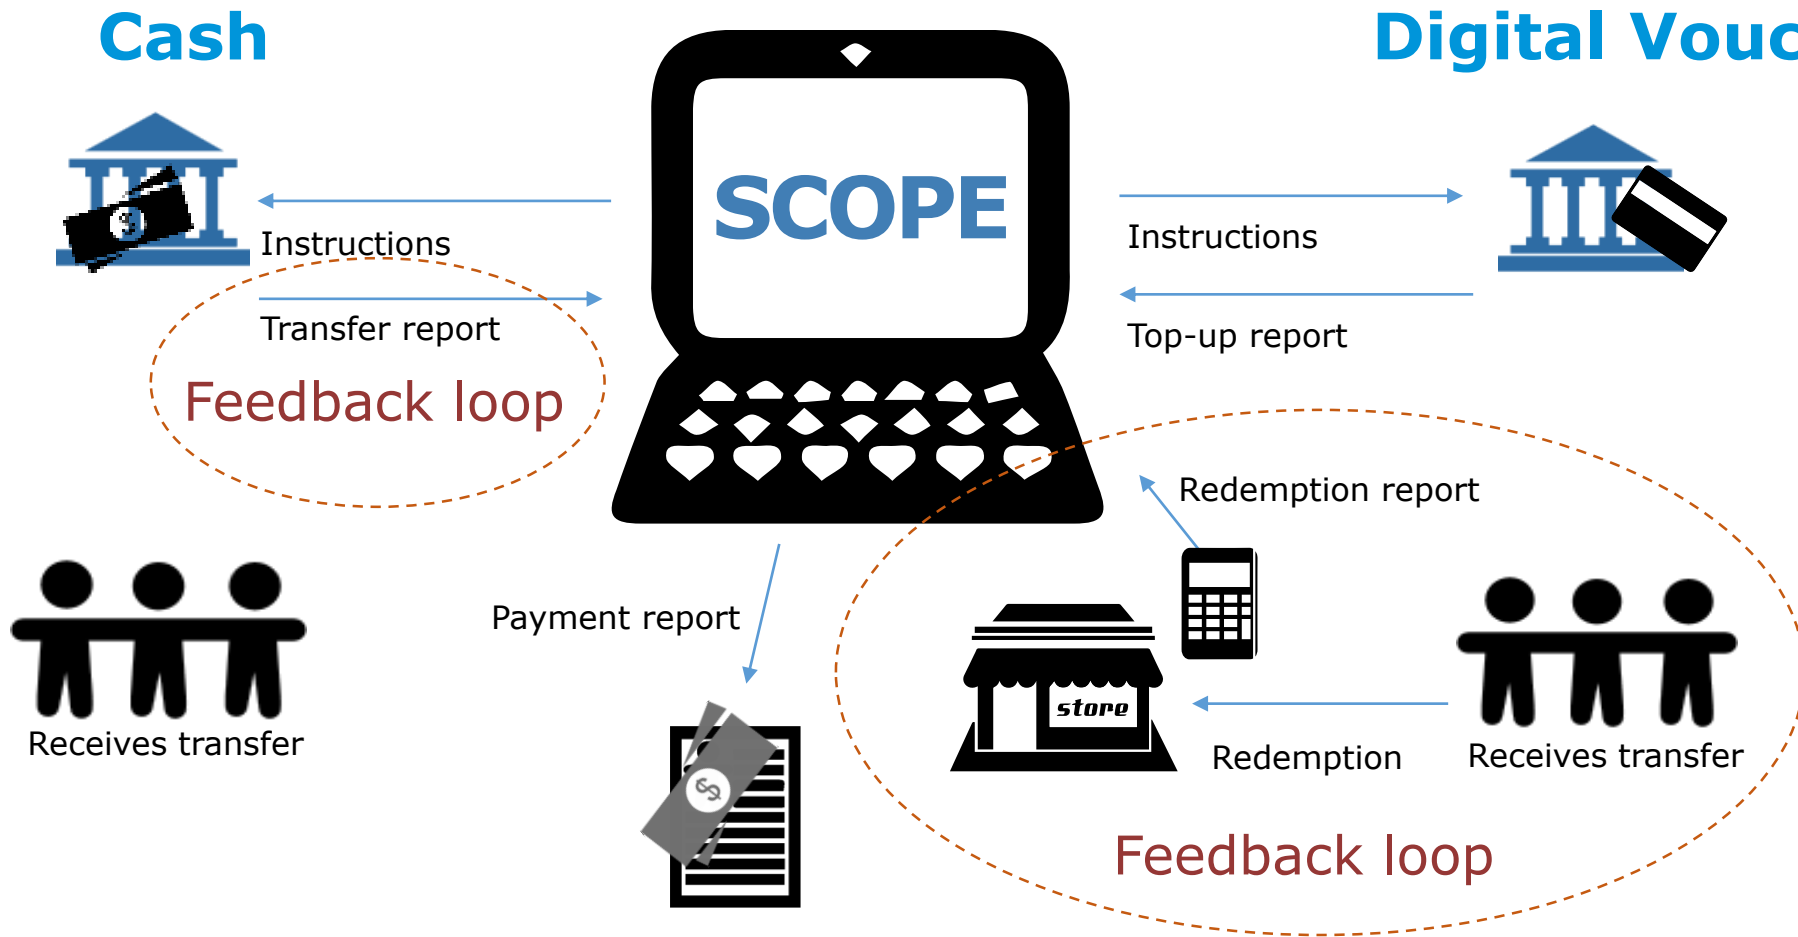 Cash
Digital Vouc
SCOPE
Instructions
Instructions
Transfer report
Top-up report
Feedback loop
Redemption report
Payment report
store
Receives transfer
Redemption
Receives transfer
Feedback loop